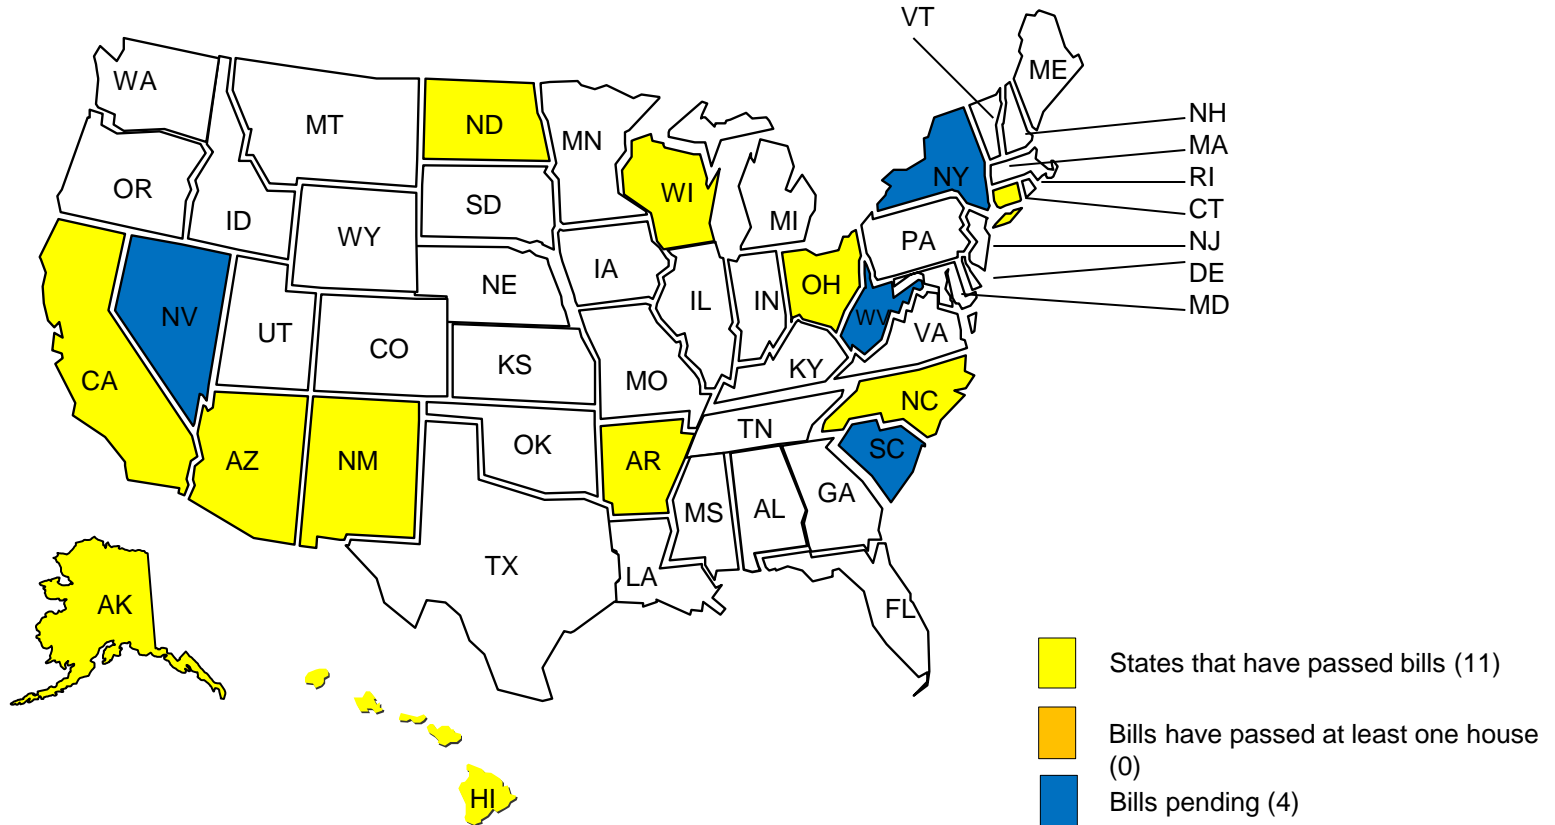 VT
ME
WA
NH
MT
ND
MN
MA
NY
RI
OR
WI
SD
CT
ID
MI
WY
PA
NJ
IA
DE
NE
OH
IL
IN
MD
NV
WV
UT
VA
CO
KS
KY
CA
MO
NC
TN
OK
SC
AZ
NM
AR
GA
MS
AL
TX
LA
AK
FL
States that have passed bills (11)
Bills have passed at least one house
(0)
HI
Bills pending (4)